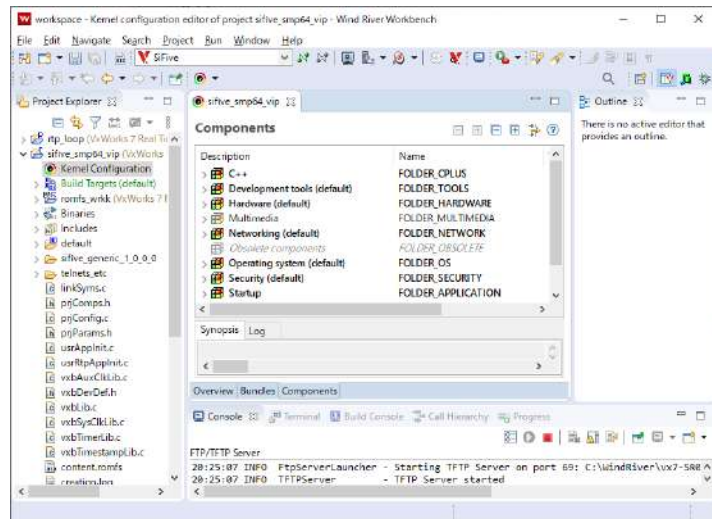 workspace - Kernel configuration editor of project sifive_smp64_vip - Wind River Workbench
File Edit Navigate Search Project Run Window Help
SiFive
Project Explorer
rtp_loop (VxWorks 7 Real Tir
sifive_smp64_vip (VxWorks
Kernel Configuration
Build Targets (default)
romfs_wrkk (VxWorks 7 F
Binaries
Includes
default
sifive_generic_1_0_0_0
telnets_etc
linkSyms.c
prjComps.h
prjConfig.c
prjParams.h
usrAppInit.c
usrRtpAppInit.c
vxbAuxClkLib.c
vxbDevDef.h
vxbLib.c
vxbSysClkLib.c
vxbTimerLib.c
vxbTimestampLib.c
content.romfs
creation.log
sifive_smp64_vip
Components
Description Name
C++ FOLDER_CPLUS
Development tools (default) FOLDER_TOOLS
Hardware (default) FOLDER_HARDWARE
Multimedia FOLDER_MULTIMEDIA
Networking (default) FOLDER_NETWORK
Obsolete components FOLDER_OBSOLETE
Operating system (default) FOLDER_OS
Security (default) FOLDER_SECURITY
Startup FOLDER_APPLICATION
Synopsis Log
Overview Bundles Components
Outline
There is no active editor that
provides an outline.
Console Terminal Build Console Call Hierarchy Progress
FTP/TFTP Server
20:25:07 INFO FtpServerLauncher - Starting TFTP Server on port 69: C:\WindRiver\vx7-SR0
20:25:07 INFO TFTPServer - TFTP Server started